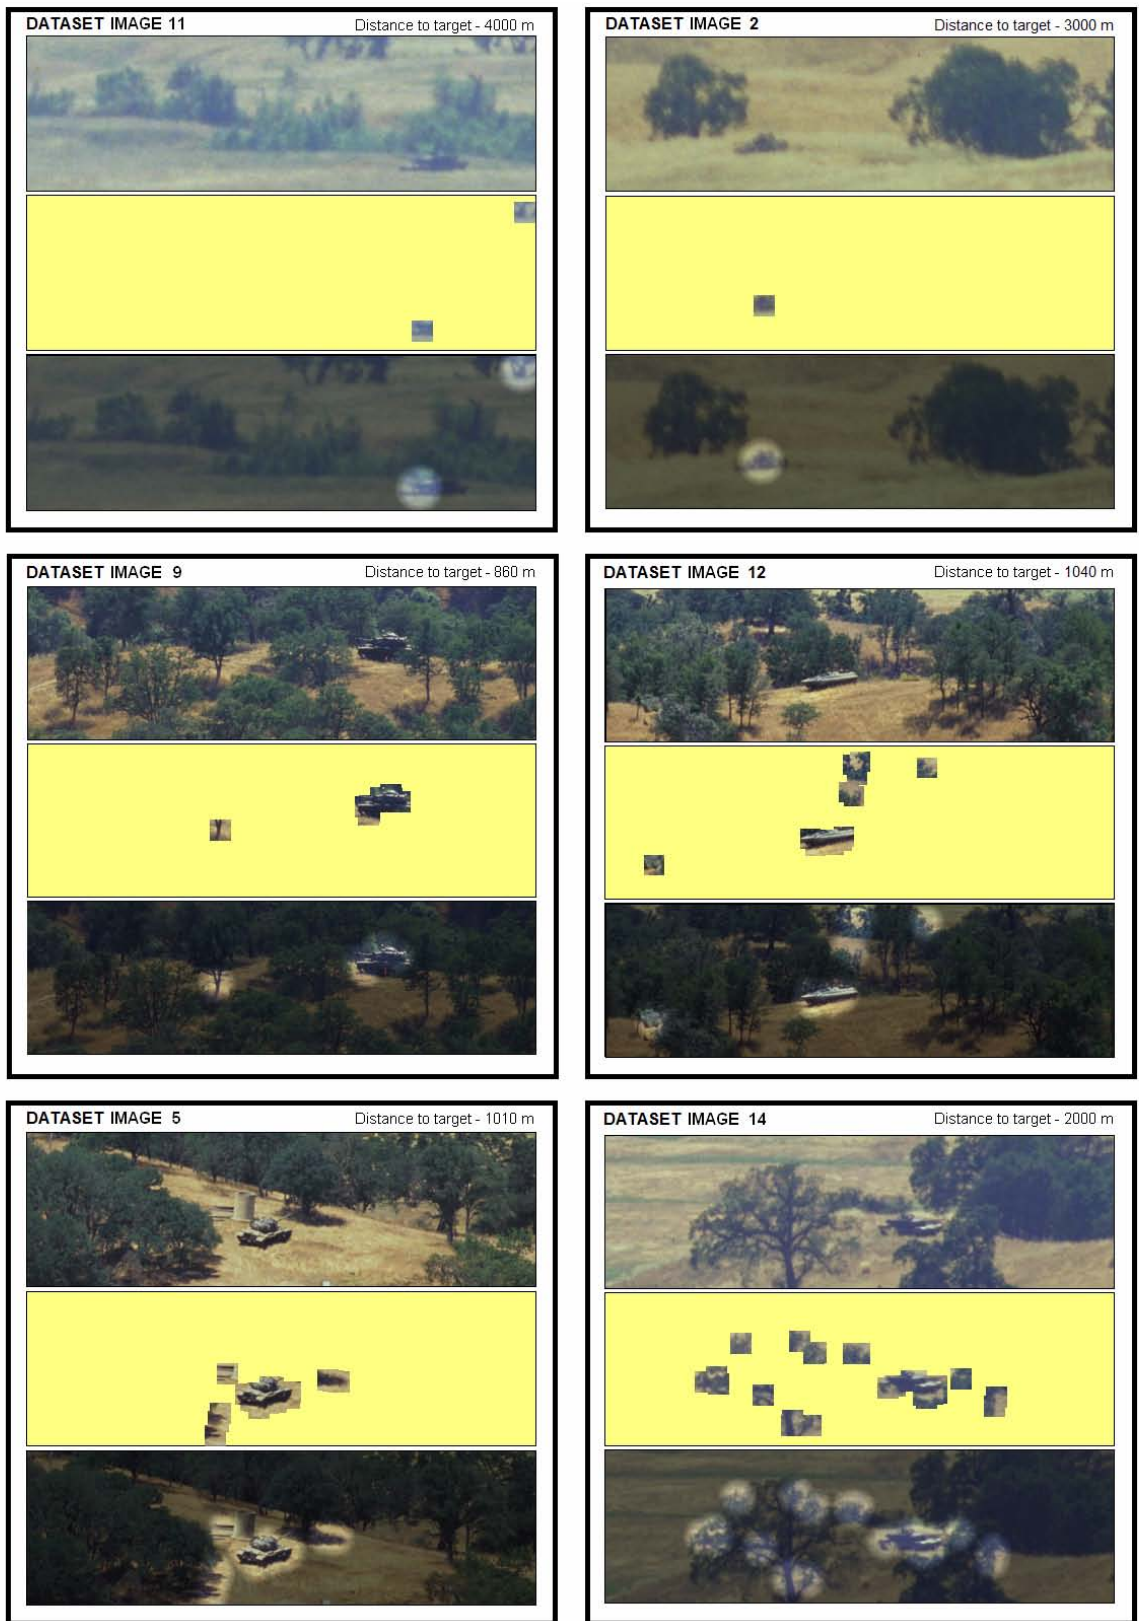 DATASET IMAGE 11 Distance to target - 4000 m
DATASET IMAGE 2 Distance to target - 3000 m
DATASET IMAGE 9 Distance to target - 860 m
DATASET IMAGE 12 Distance to target - 1040 m
DATASET IMAGE 5 Distance to target - 1010 m
DATASET IMAGE 14 Distance to target - 2000 m